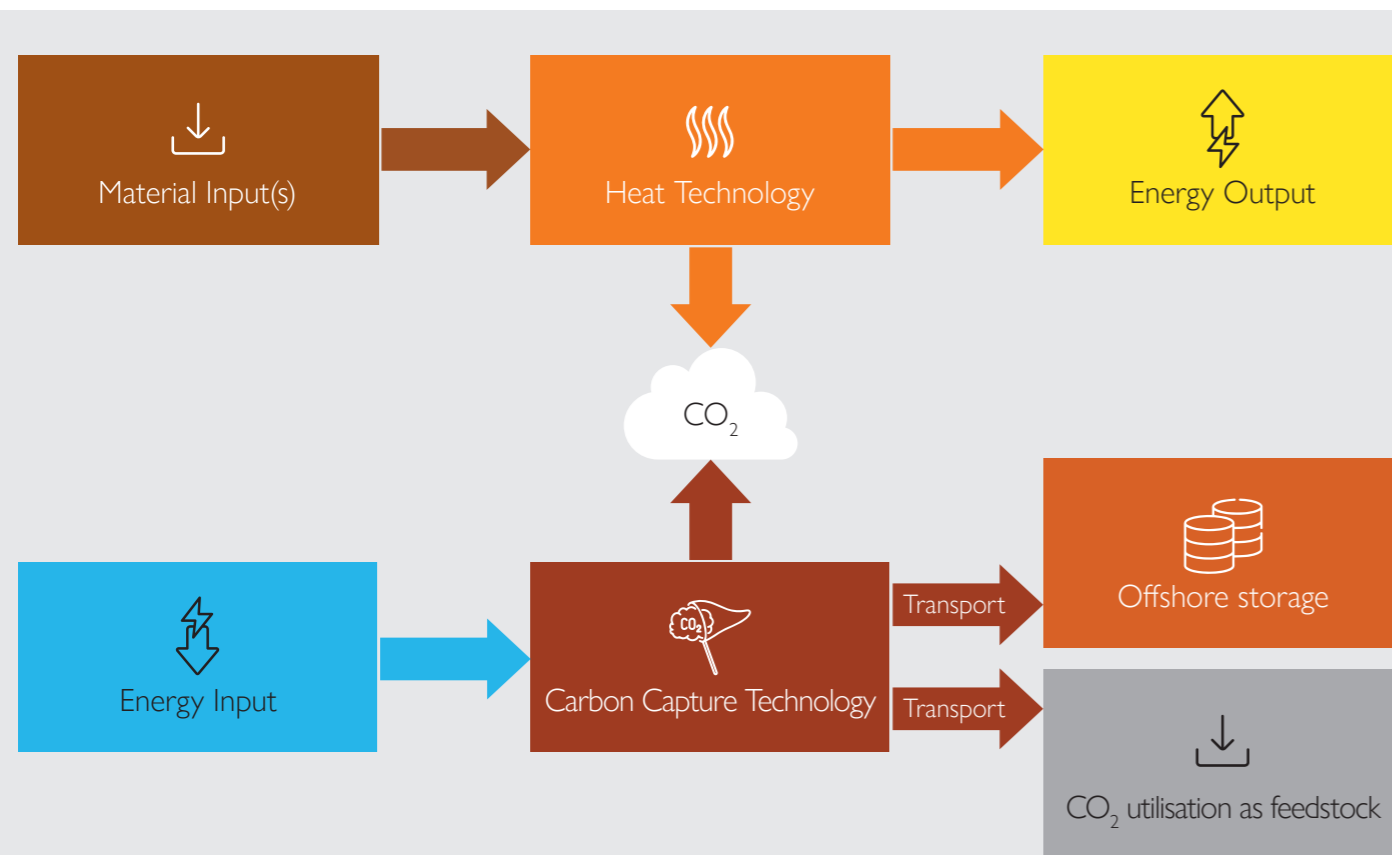 Material Input(s)
Heat Technology
Energy Output
CO₂
Offshore storage
Transport
Energy Input
CO₂
Carbon Capture Technology
Transport
CO₂ utilisation as feedstock